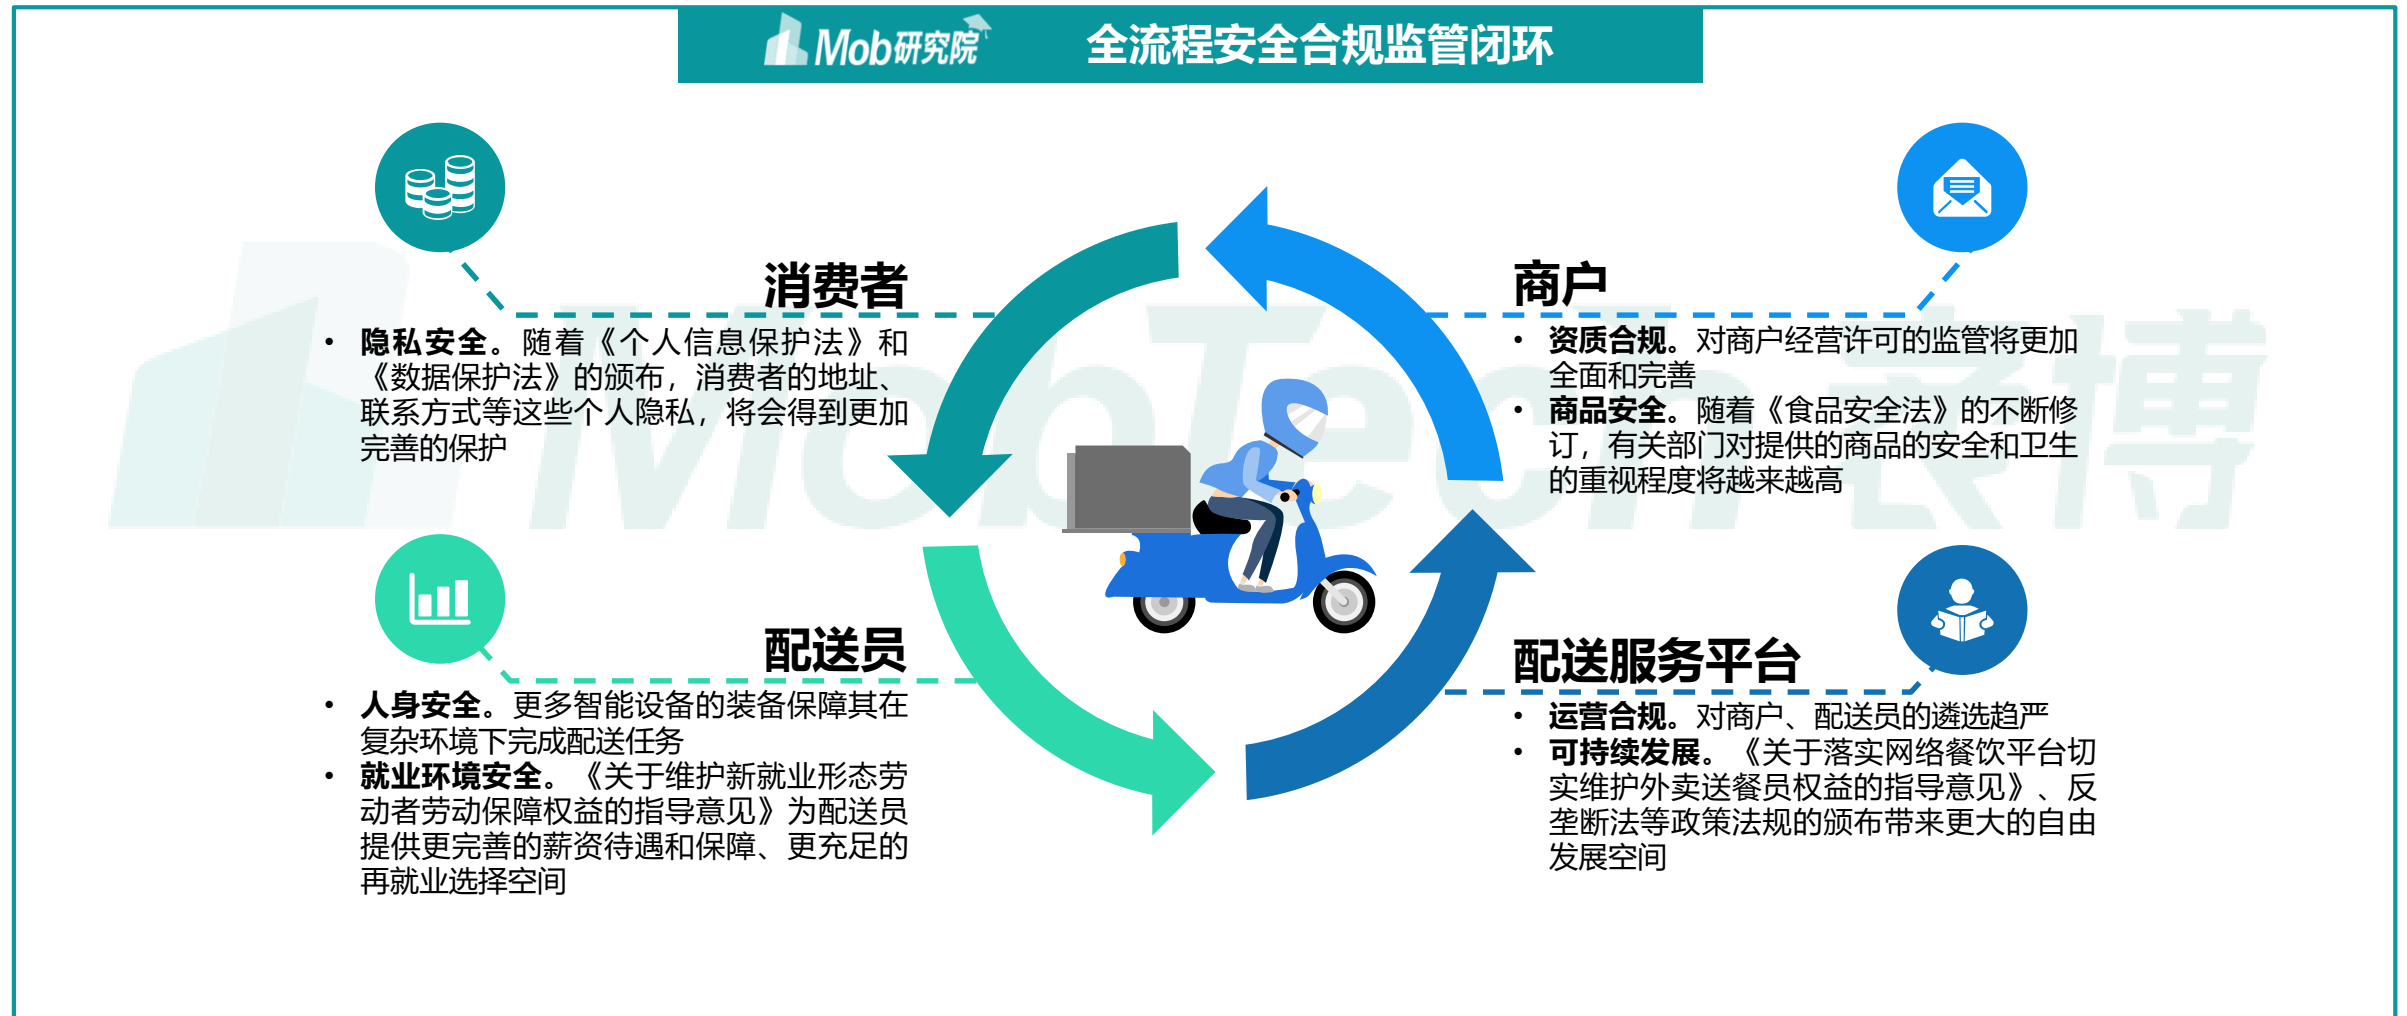 Mob研究院
全流程安全合规监管闭环
消费者
• 隐私安全。随着《个人信息保护法》和
《数据保护法》的颁布，消费者的地址、
联系方式等这些个人隐私，将会得到更加
完善的保护
商户
• 资质合规。对商户经营许可的监管将更加
全面和完善
• 商品安全。随着《食品安全法》的不断修
订，有关部门对提供的商品的安全和卫生
的重视程度将越来越高
配送员
• 人身安全。更多智能设备的装备保障其在
复杂环境下完成配送任务
• 就业环境安全。《关于维护新就业形态劳
动者劳动保障权益的指导意见》为配送员
提供更完善的薪资待遇和保障、更充足的
再就业选择空间
配送服务平台
• 运营合规。对商户、配送员的遴选趋严
• 可持续发展。《关于落实网络餐饮平台切
实维护外卖送餐员权益的指导意见》、反
垄断法等政策法规的颁布带来更大的自由
发展空间
MobTech 袤博